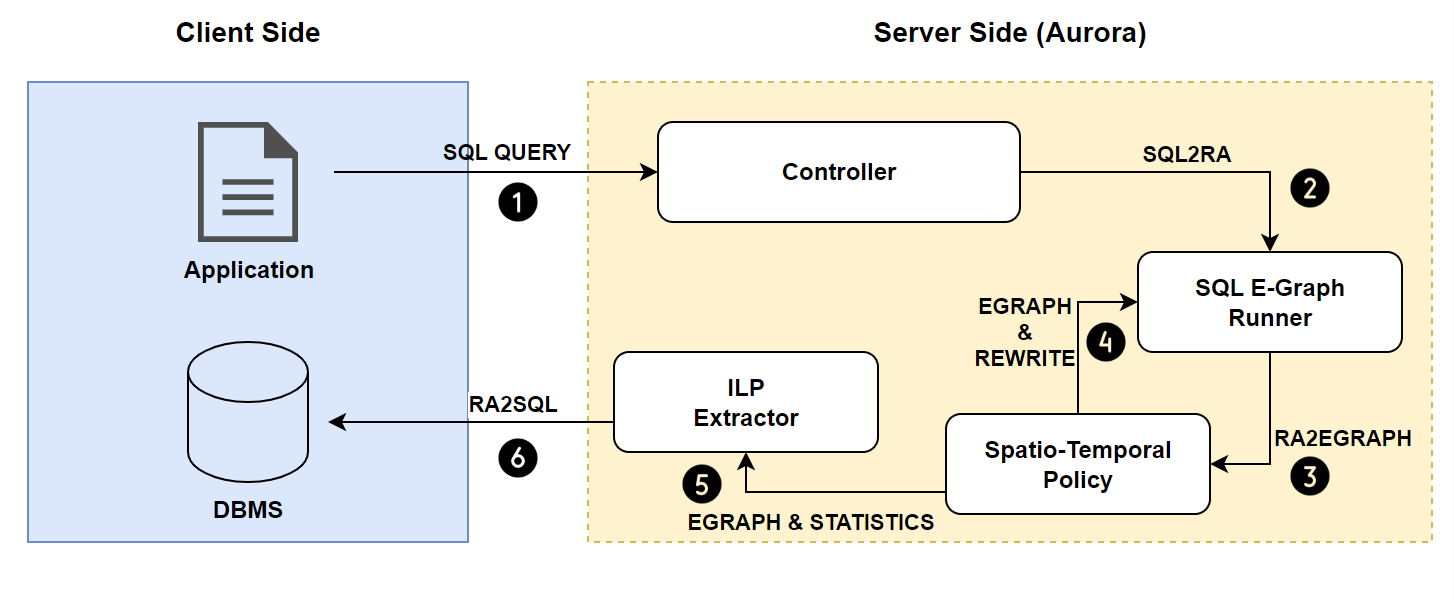 Client Side
Server Side (Aurora)
SQL QUERY
1
Application
Controller
SQL2RA
2
SQL E-Graph
Runner
EGRAPH
&
REWRITE
4
RA2EGRAPH
3
Spatio-Temporal
Policy
ILP
Extractor
5
EGRAPH & STATISTICS
RA2SQL
6
DBMS